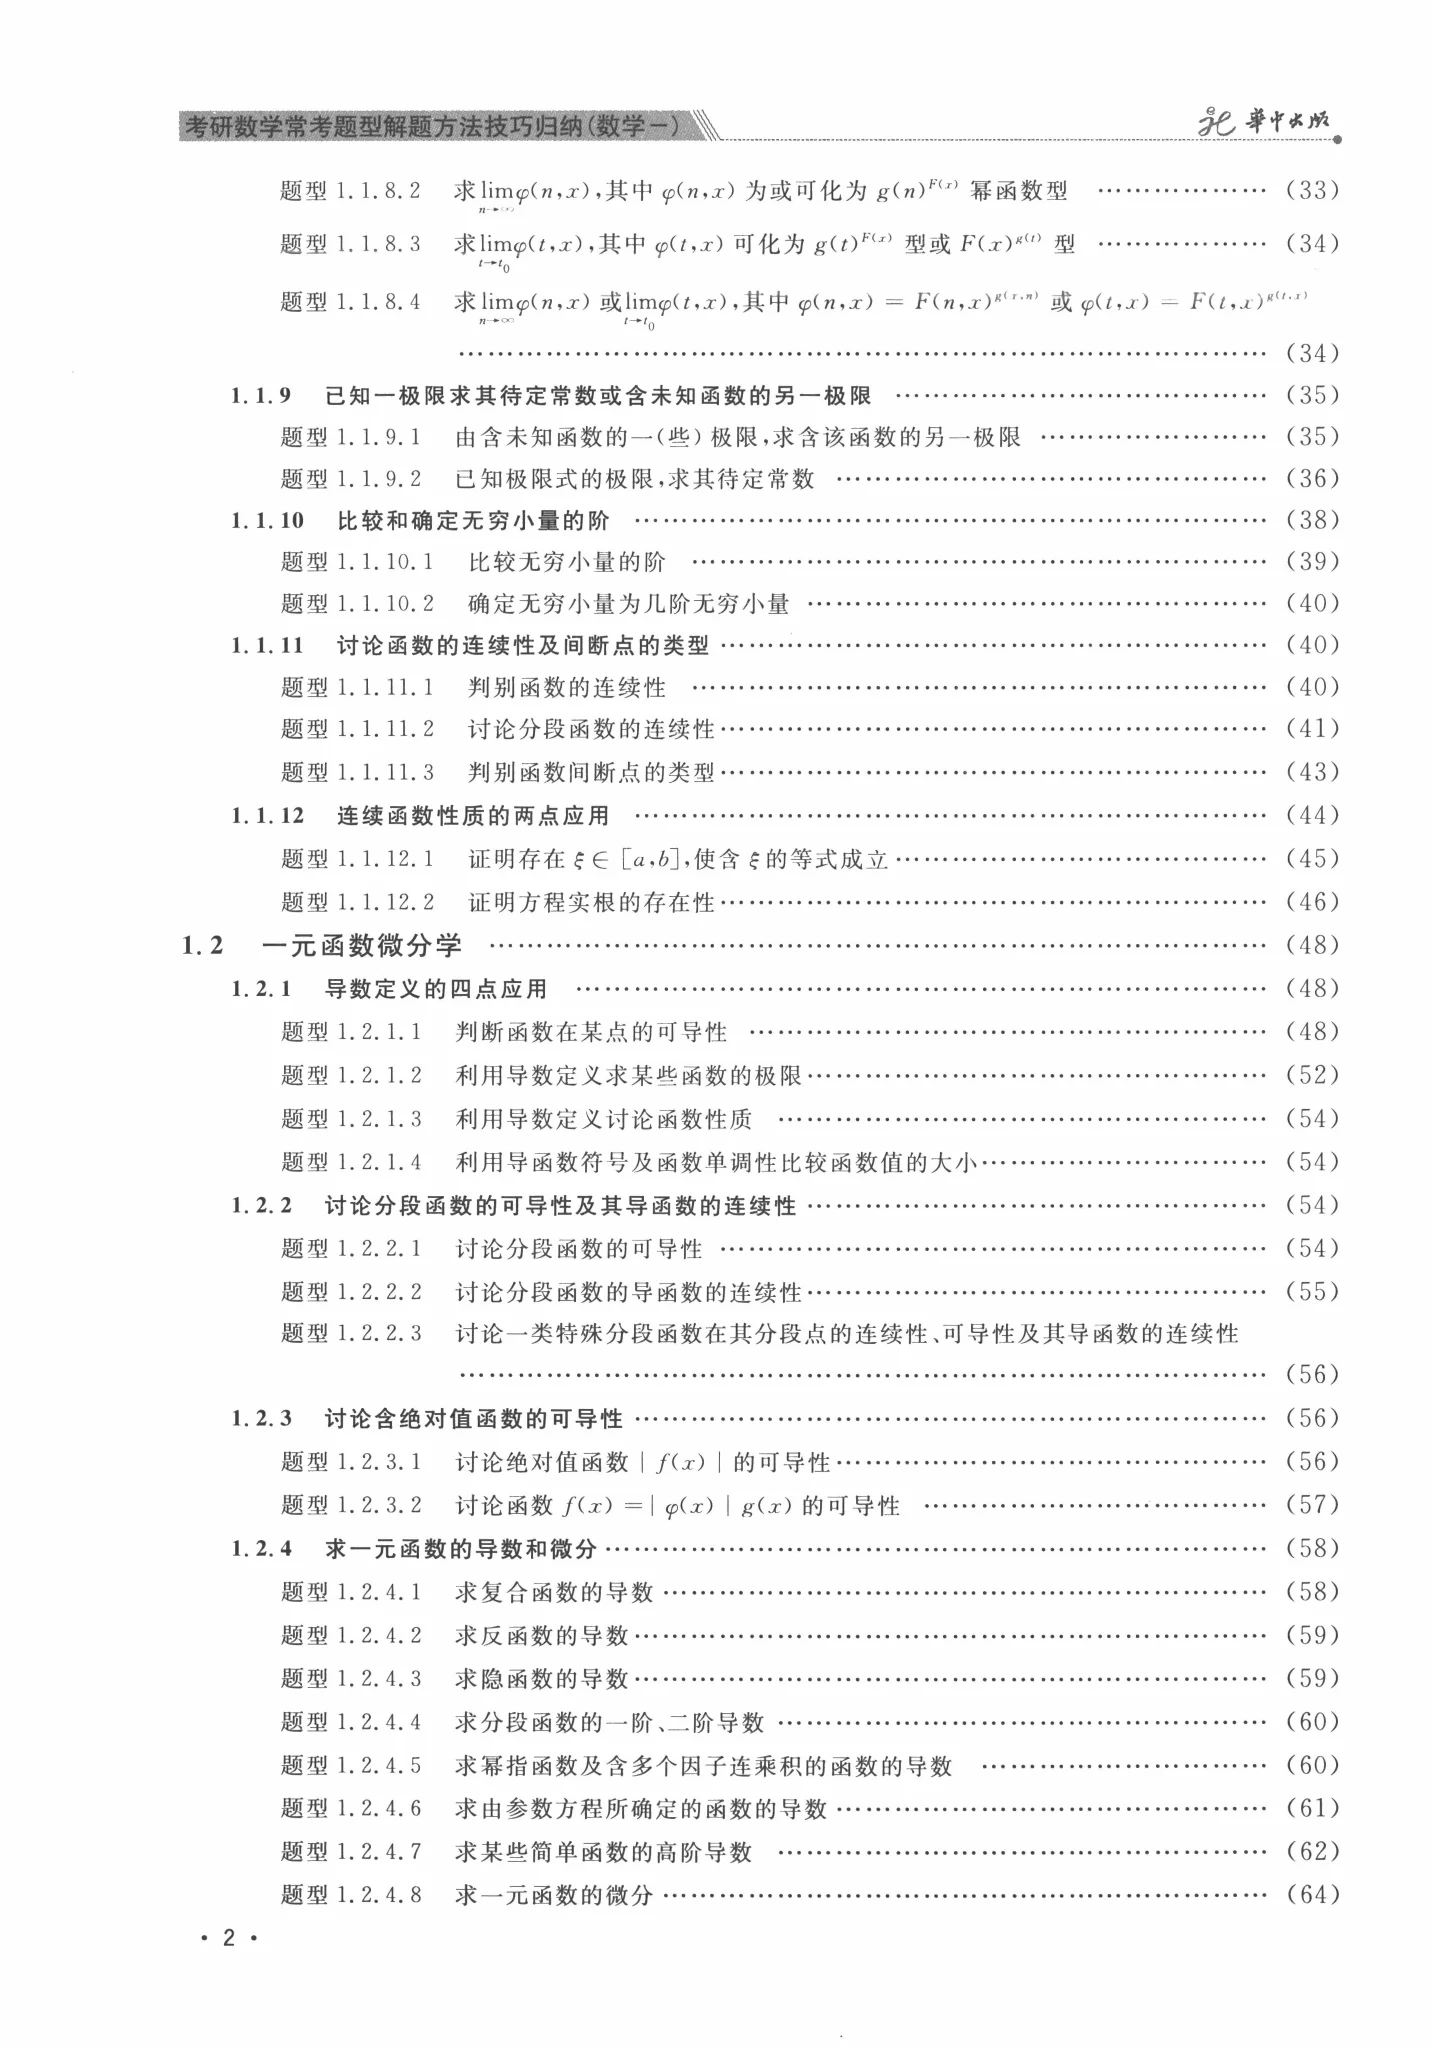 考研数学常考题型解题方法技巧归纳(数学一)
華中出版
题型 1.1.8.2 求 lim_{n→∞} φ(n,x),其中 φ(n,x) 为或可化为 g(n)^{F(x)} 幂函数型 ……………… (33)
题型 1.1.8.3 求 lim_{t→t₀} φ(t,x),其中 φ(t,x) 可化为 g(t)^{F(x)} 型或 F(x)^{g(t)} 型 ……………… (34)
题型 1.1.8.4 求 lim_{n→∞} φ(n,x) 或 lim_{t→t₀} φ(t,x),其中 φ(n,x) = F(n,x)^{g(x,n)} 或 φ(t,x) = F(t,x)^{g(t,x)}
……………… (34)
1.1.9 已知一极限求其待定常数或含未知函数的另一极限 ……………… (35)
题型 1.1.9.1 由含未知函数的一(些)极限,求含该函数的另一极限 ……………… (35)
题型 1.1.9.2 已知极限式的极限,求其待定常数 ……………… (36)
1.1.10 比较和确定无穷小量的阶 ……………… (38)
题型 1.1.10.1 比较无穷小量的阶 ……………… (39)
题型 1.1.10.2 确定无穷小量为几阶无穷小量 ……………… (40)
1.1.11 讨论函数的连续性及间断点的类型 ……………… (40)
题型 1.1.11.1 判别函数的连续性 ……………… (40)
题型 1.1.11.2 讨论分段函数的连续性 ……………… (41)
题型 1.1.11.3 判别函数间断点的类型 ……………… (43)
1.1.12 连续函数性质的两点应用 ……………… (44)
题型 1.1.12.1 证明存在 ξ ∈ [a,b],使含 ξ 的等式成立 ……………… (45)
题型 1.1.12.2 证明方程实根的存在性 ……………… (46)
1.2 一元函数微分学 ……………… (48)
1.2.1 导数定义的四点应用 ……………… (48)
题型 1.2.1.1 判断函数在某点的可导性 ……………… (48)
题型 1.2.1.2 利用导数定义求某些函数的极限 ……………… (52)
题型 1.2.1.3 利用导数定义讨论函数性质 ……………… (54)
题型 1.2.1.4 利用导函数符号及函数单调性比较函数值的大小 ……………… (54)
1.2.2 讨论分段函数的可导性及其导函数的连续性 ……………… (54)
题型 1.2.2.1 讨论分段函数的可导性 ……………… (54)
题型 1.2.2.2 讨论分段函数的导函数的连续性 ……………… (55)
题型 1.2.2.3 讨论一类特殊分段函数在其分段点的连续性、可导性及其导函数的连续性
……………… (56)
1.2.3 讨论含绝对值函数的可导性 ……………… (56)
题型 1.2.3.1 讨论绝对值函数 | f(x) | 的可导性 ……………… (56)
题型 1.2.3.2 讨论函数 f(x) =| φ(x) | g(x) 的可导性 ……………… (57)
1.2.4 求一元函数的导数和微分 ……………… (58)
题型 1.2.4.1 求复合函数的导数 ……………… (58)
题型 1.2.4.2 求反函数的导数 ……………… (59)
题型 1.2.4.3 求隐函数的导数 ……………… (59)
题型 1.2.4.4 求分段函数的一阶、二阶导数 ……………… (60)
题型 1.2.4.5 求幂指函数及含多个因子连乘积的函数的导数 ……………… (60)
题型 1.2.4.6 求由参数方程所确定的函数的导数 ……………… (61)
题型 1.2.4.7 求某些简单函数的高阶导数 ……………… (62)
题型 1.2.4.8 求一元函数的微分 ……………… (64)
· 2 ·